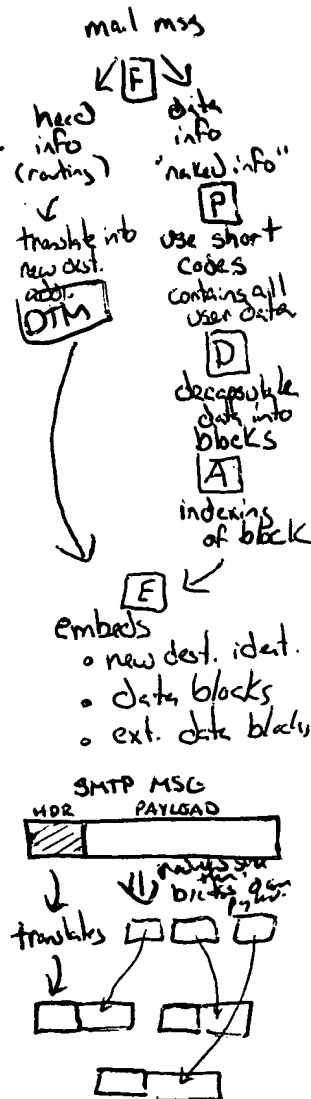 mail msg
F
head
info
(routing)
translate into
new dest.
addr.
DTM
data
info
"naked info"
P
use short
codes
contains all
user data
D
decapsulate
data into
blocks
A
indexing
of block
E
embeds
• new dest. ident.
• data blocks
• ext. data blocks
SMTP MSG
HDR PAYLOAD
translates
blocks